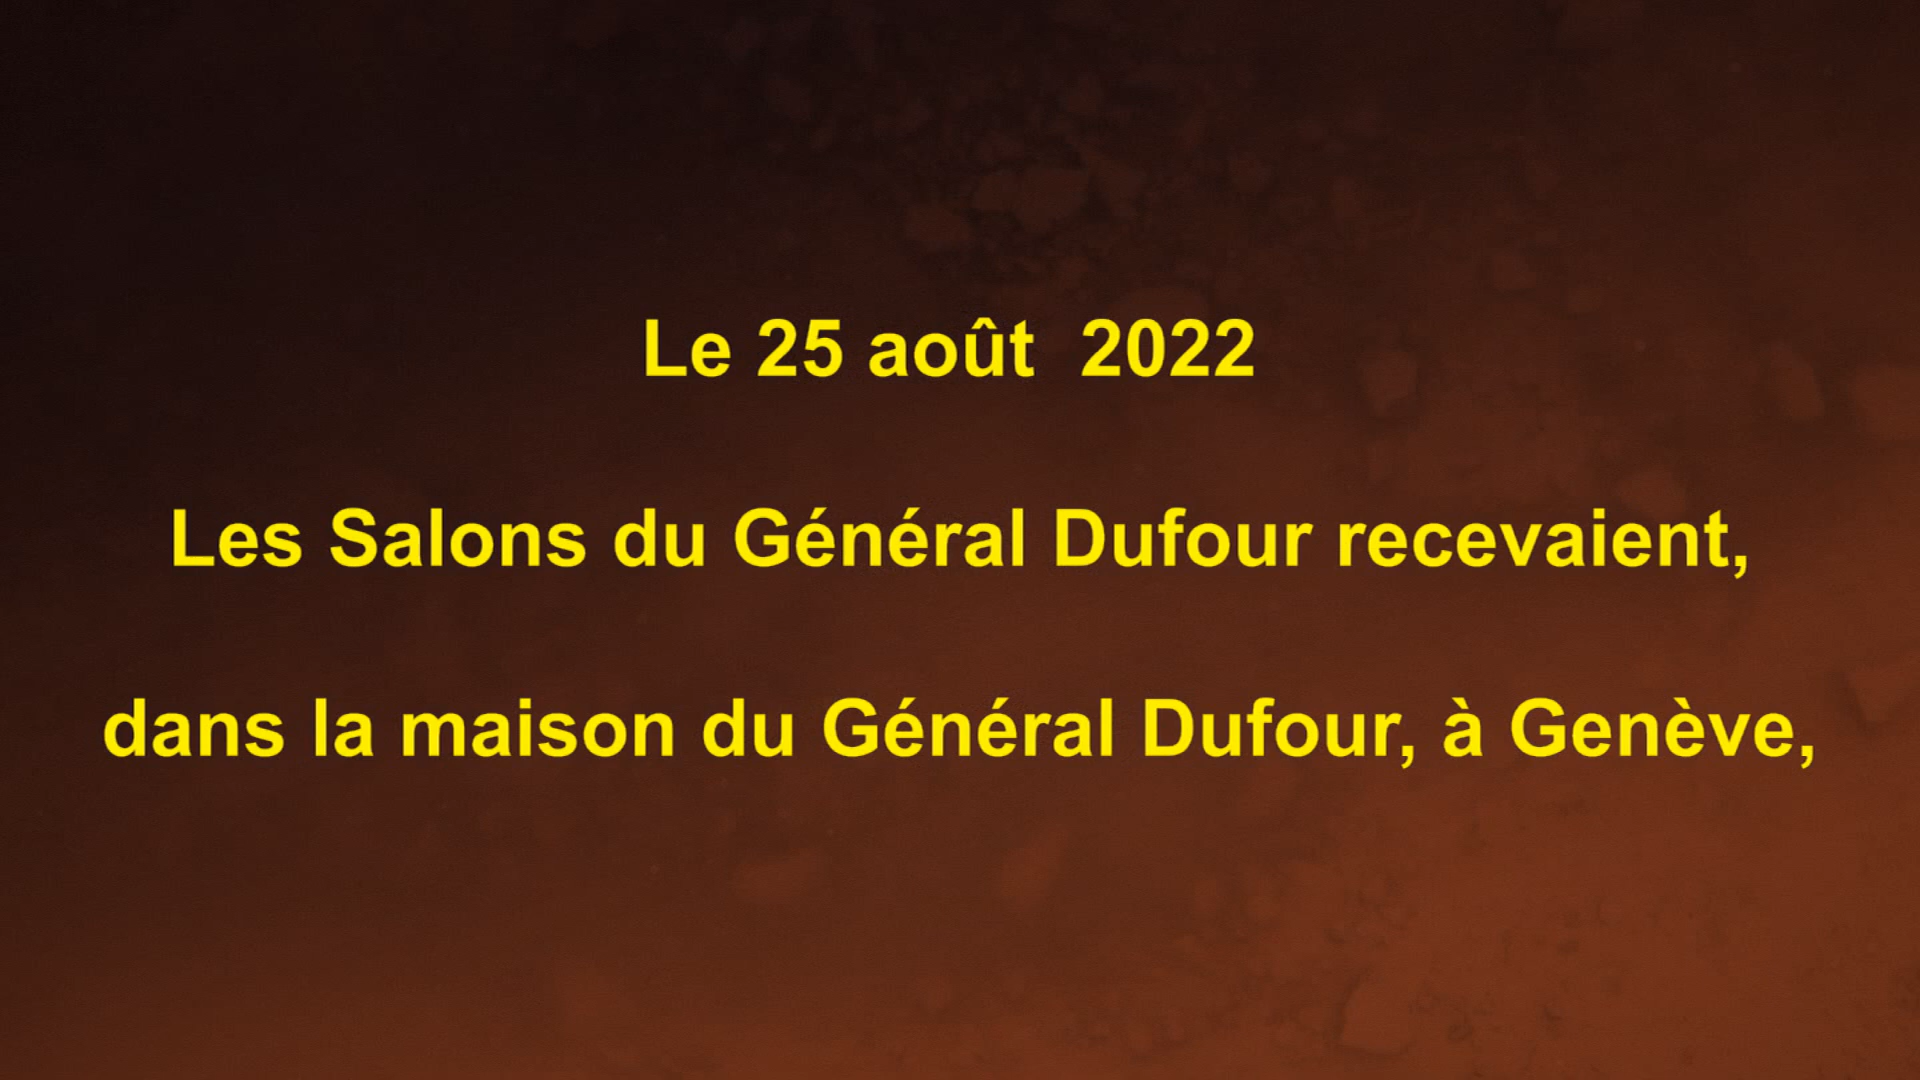 Le 25 août  2022
Les Salons du Général Dufour recevaient,
dans la maison du Général Dufour, à Genève,